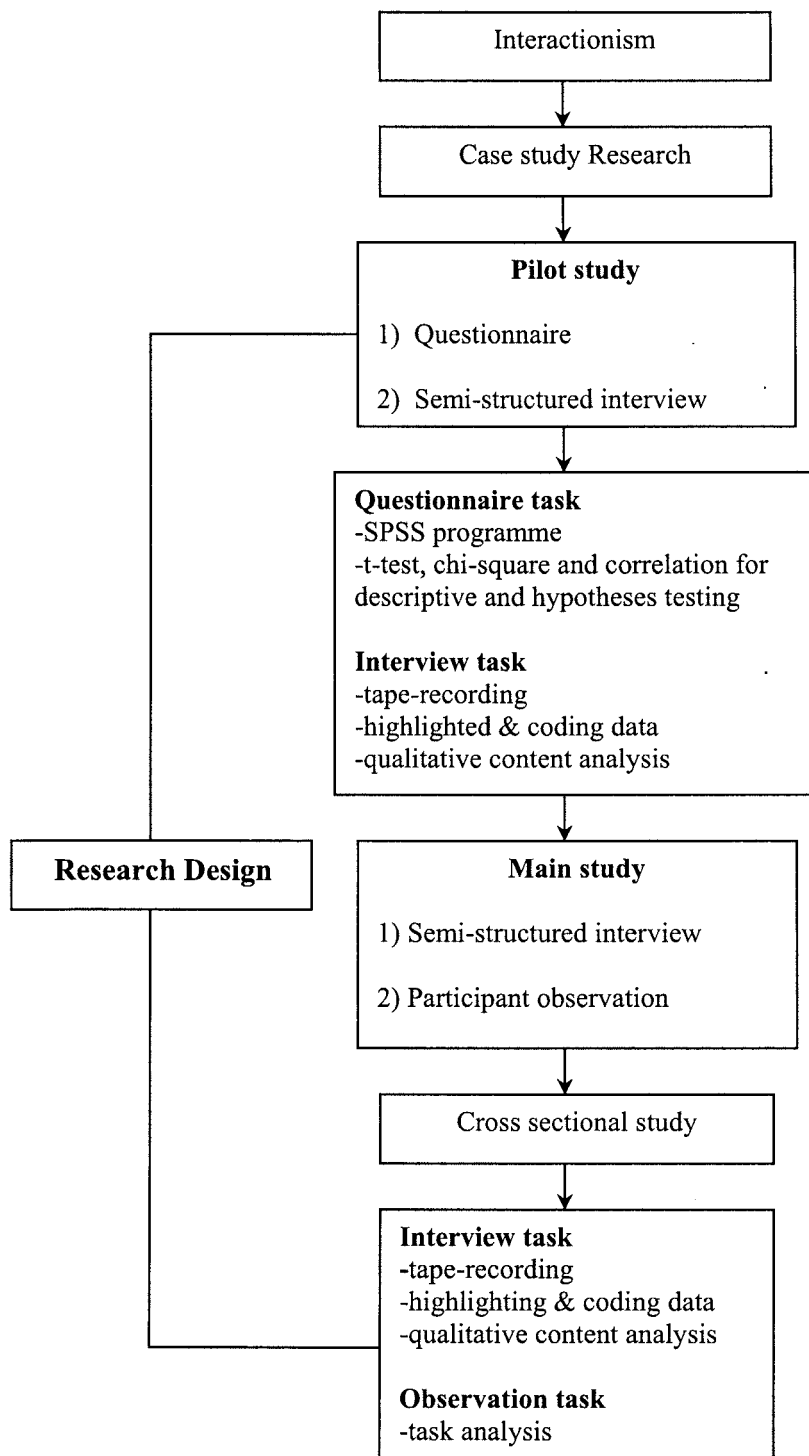 Interactionism
Case study Research
Pilot study
1) Questionnaire
2) Semi-structured interview
Questionnaire task
-SPSS programme
-t-test, chi-square and correlation for
descriptive and hypotheses testing
Interview task
-tape-recording
-highlighted & coding data
-qualitative content analysis
Research Design
Main study
1) Semi-structured interview
2) Participant observation
Cross sectional study
Interview task
-tape-recording
-highlighting & coding data
-qualitative content analysis
Observation task
-task analysis